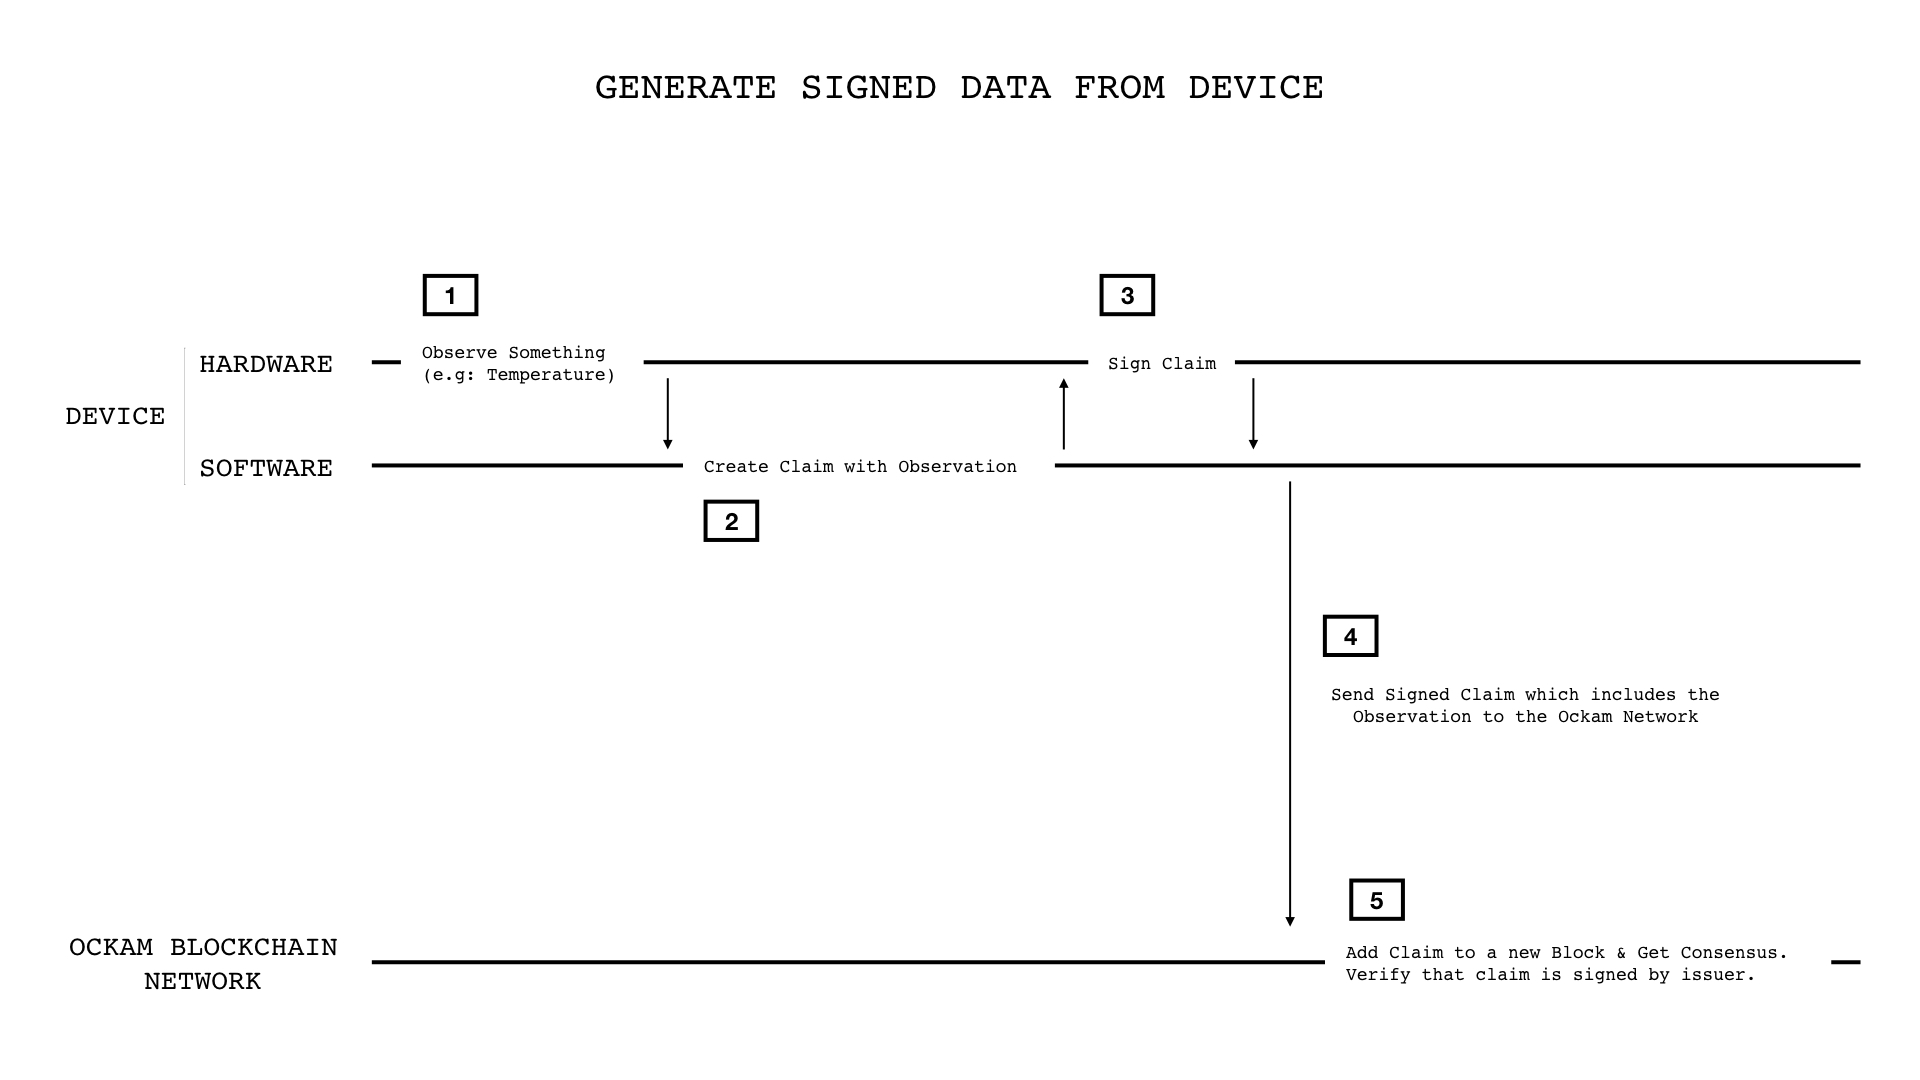 GENERATE SIGNED DATA FROM DEVICE
1
3
HARDWARE
Observe Something
(e.g: Temperature)
Sign Claim
DEVICE
SOFTWARE
Create Claim with Observation
2
4
Send Signed Claim which includes the
Observation to the Ockam Network
5
OCKAM BLOCKCHAIN
NETWORK
Add Claim to a new Block & Get Consensus.
Verify that claim is signed by issuer.